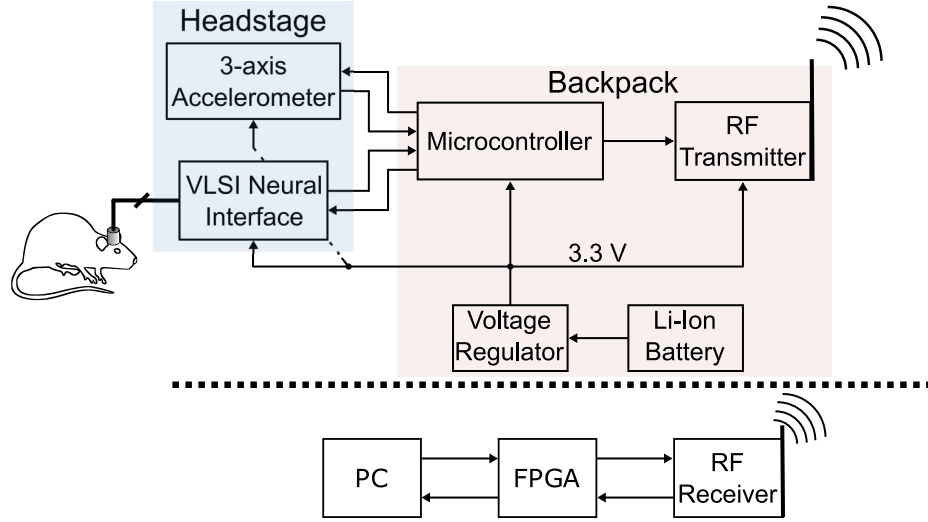 Headstage
3-axis
Accelerometer
VLSI Neural
Interface
Backpack
Microcontroller
RF
Transmitter
3.3 V
Voltage
Regulator
Li-Ion
Battery
PC
FPGA
RF
Receiver